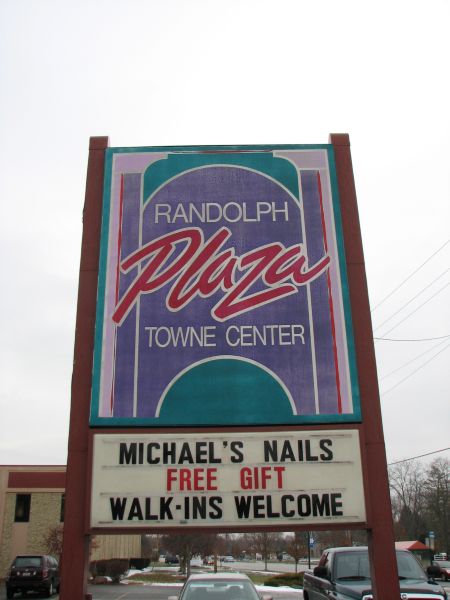 RANDOLPH
Plaza
TOWNE CENTER
MICHAEL'S NAILS
FREE GIFT
WALK-INS WELCOME